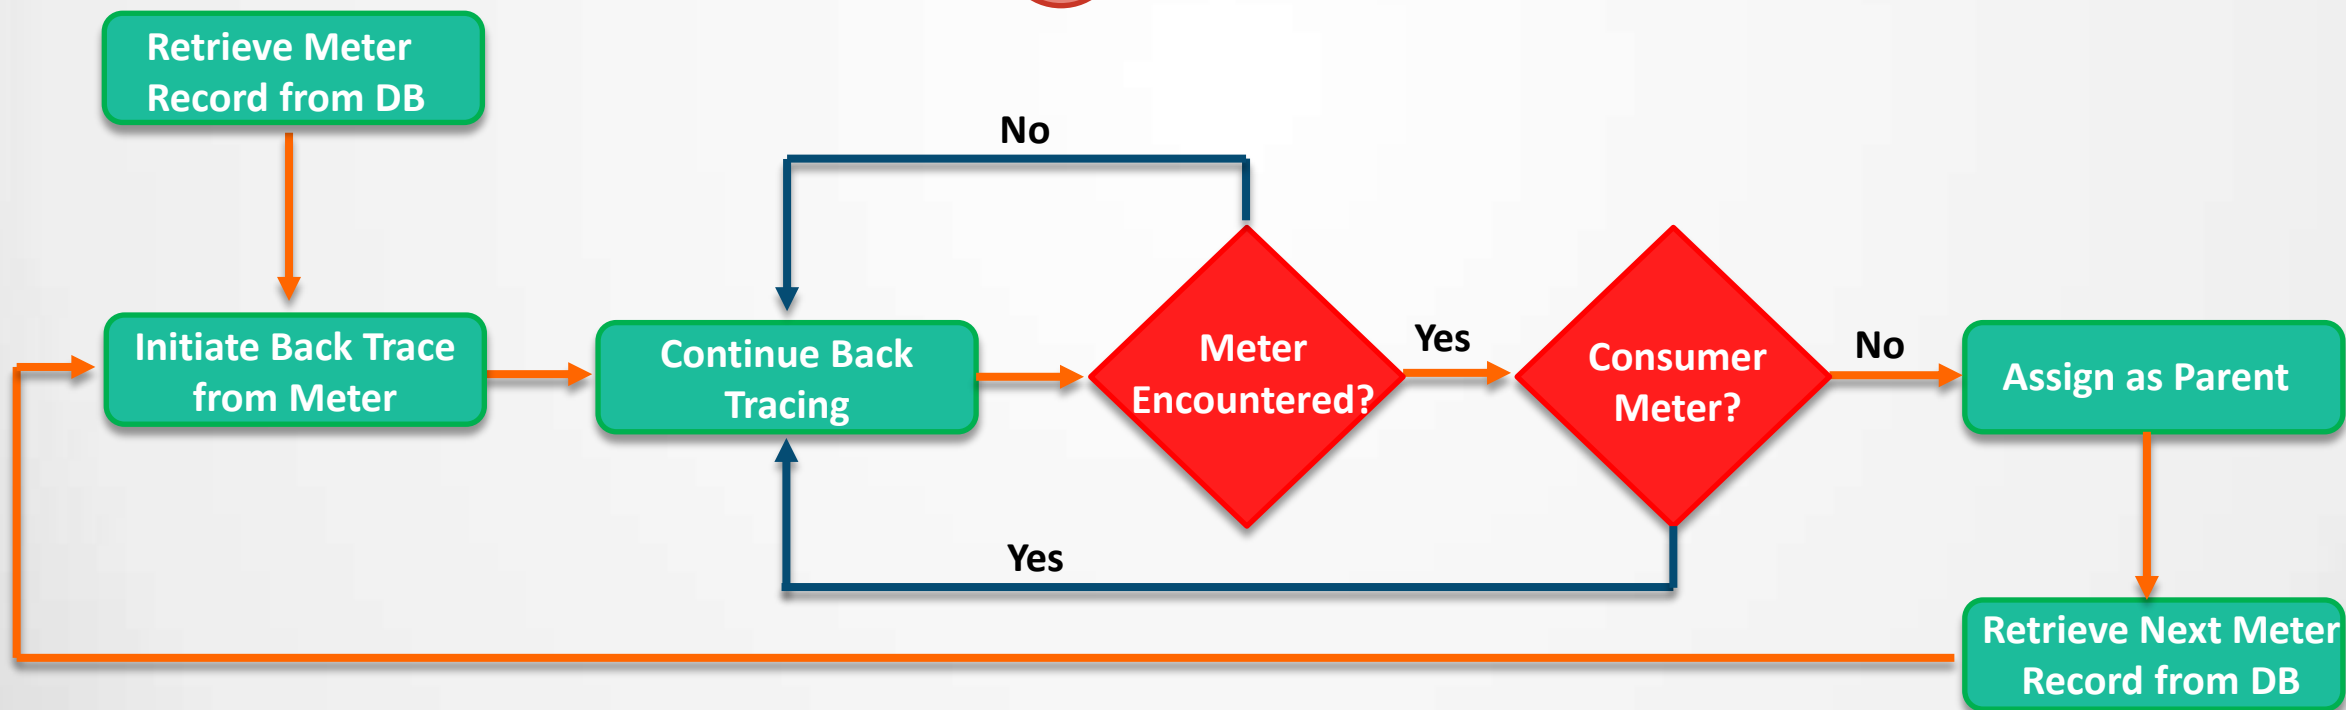 Retrieve Meter
Record from DB
No
Initiate Back Trace
from Meter
Continue Back
Tracing
Meter
Encountered?
Yes
Consumer
Meter?
No
Assign as Parent
Yes
Retrieve Next Meter
Record from DB